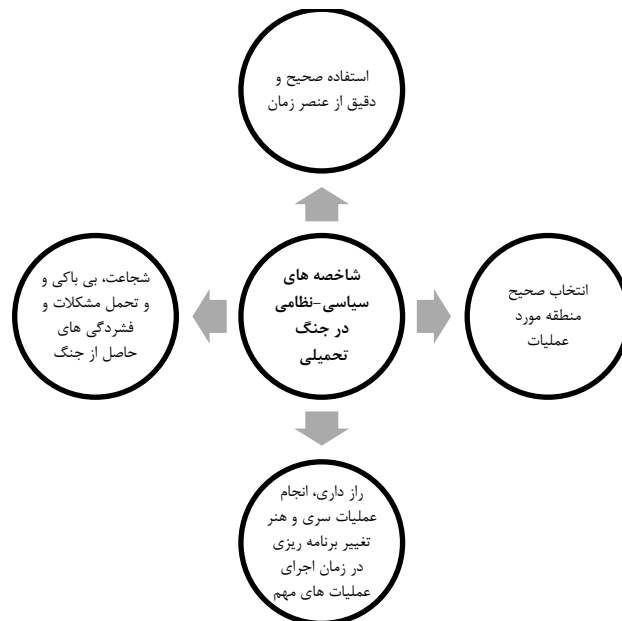 استفاده صحیح و
دقیق از عنصر زمان
انتخاب صحیح
منطقه مورد
عملیات
شاخصه های
سیاسی-نظامی
در جنگ
تحمیلی
شجاعت، بی باکی و
و تحمل مشکلات و
فشردگی های
حاصل از جنگ
راز داری، انجام
عملیات سری و هنر
تغییر برنامه ریزی
در زمان اجرای
عملیات های مهم